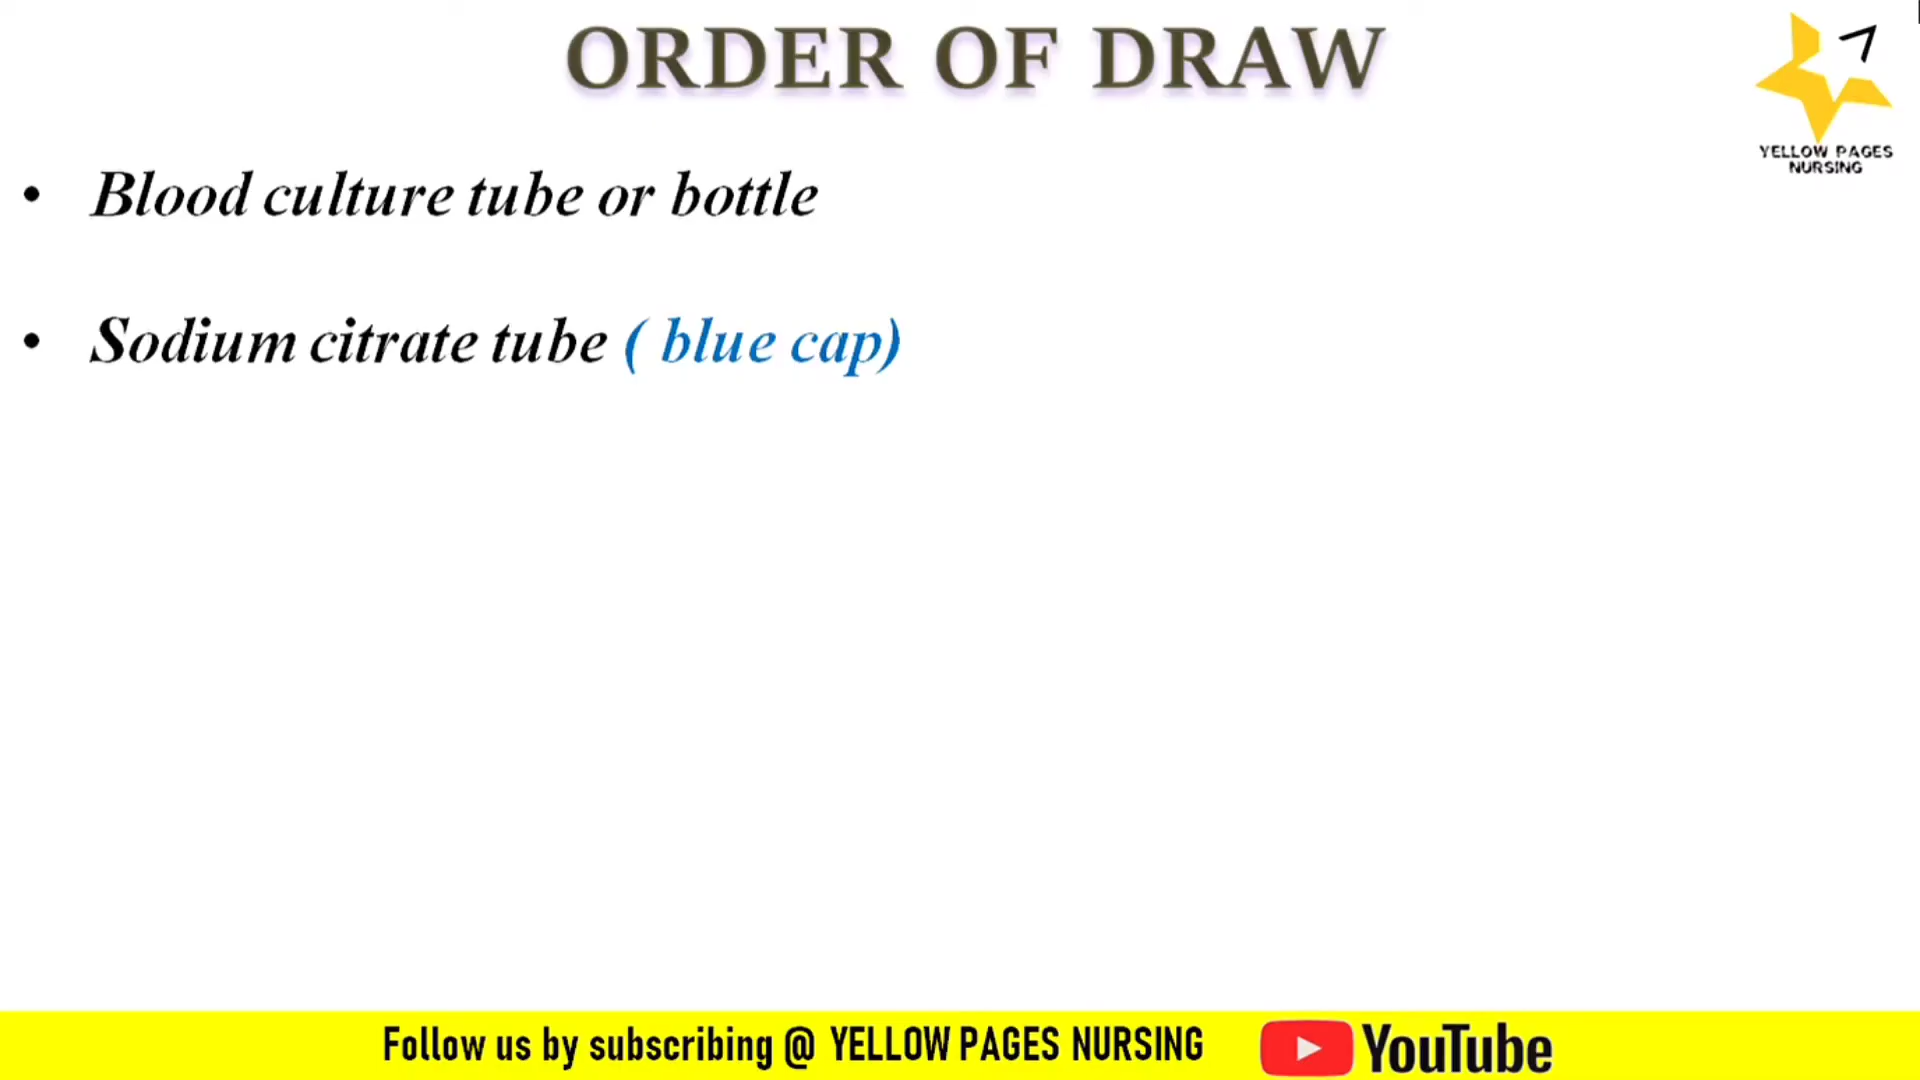 ORDER OF DRAW
YELLOW PAGES
NURSING
• Blood culture tube or bottle
• Sodium citrate tube ( blue cap)
Follow us by subscribing @ YELLOW PAGES NURSING YouTube